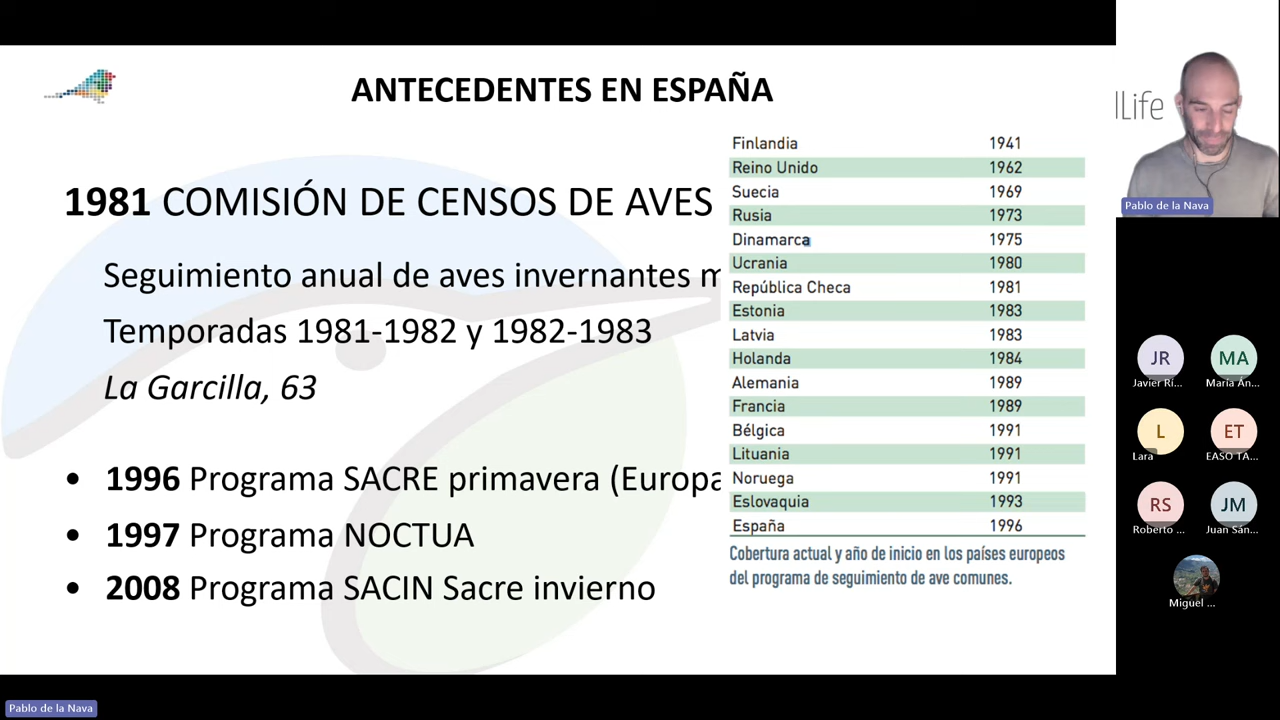 ANTECEDENTES EN ESPAÑA
1981 COMISIÓN DE CENSOS DE AVES
Seguimiento anual de aves invernantes m
Temporadas 1981-1982 y 1982-1983
La Garcilla, 63
• 1996 Programa SACRE primavera (Europa
• 1997 Programa NOCTUA
• 2008 Programa SACIN Sacre invierno
Finlandia 1941
Reino Unido 1962
Suecia 1969
Rusia 1973
Dinamarca 1975
Ucrania 1980
República Checa 1981
Estonia 1983
Latvia 1983
Holanda 1984
Alemania 1989
Francia 1989
Bélgica 1991
Lituania 1991
Noruega 1991
Eslovaquia 1993
España 1996
Cobertura actual y año de inicio en los países europeos
del programa de seguimiento de ave comunes.
lLife
Pablo de la Nava
JR
Javier Rí...
MA
María Án...
L
Lara
ET
EASO TA...
RS
Roberto ...
JM
Juan Sán...
Miguel ...
Pablo de la Nava